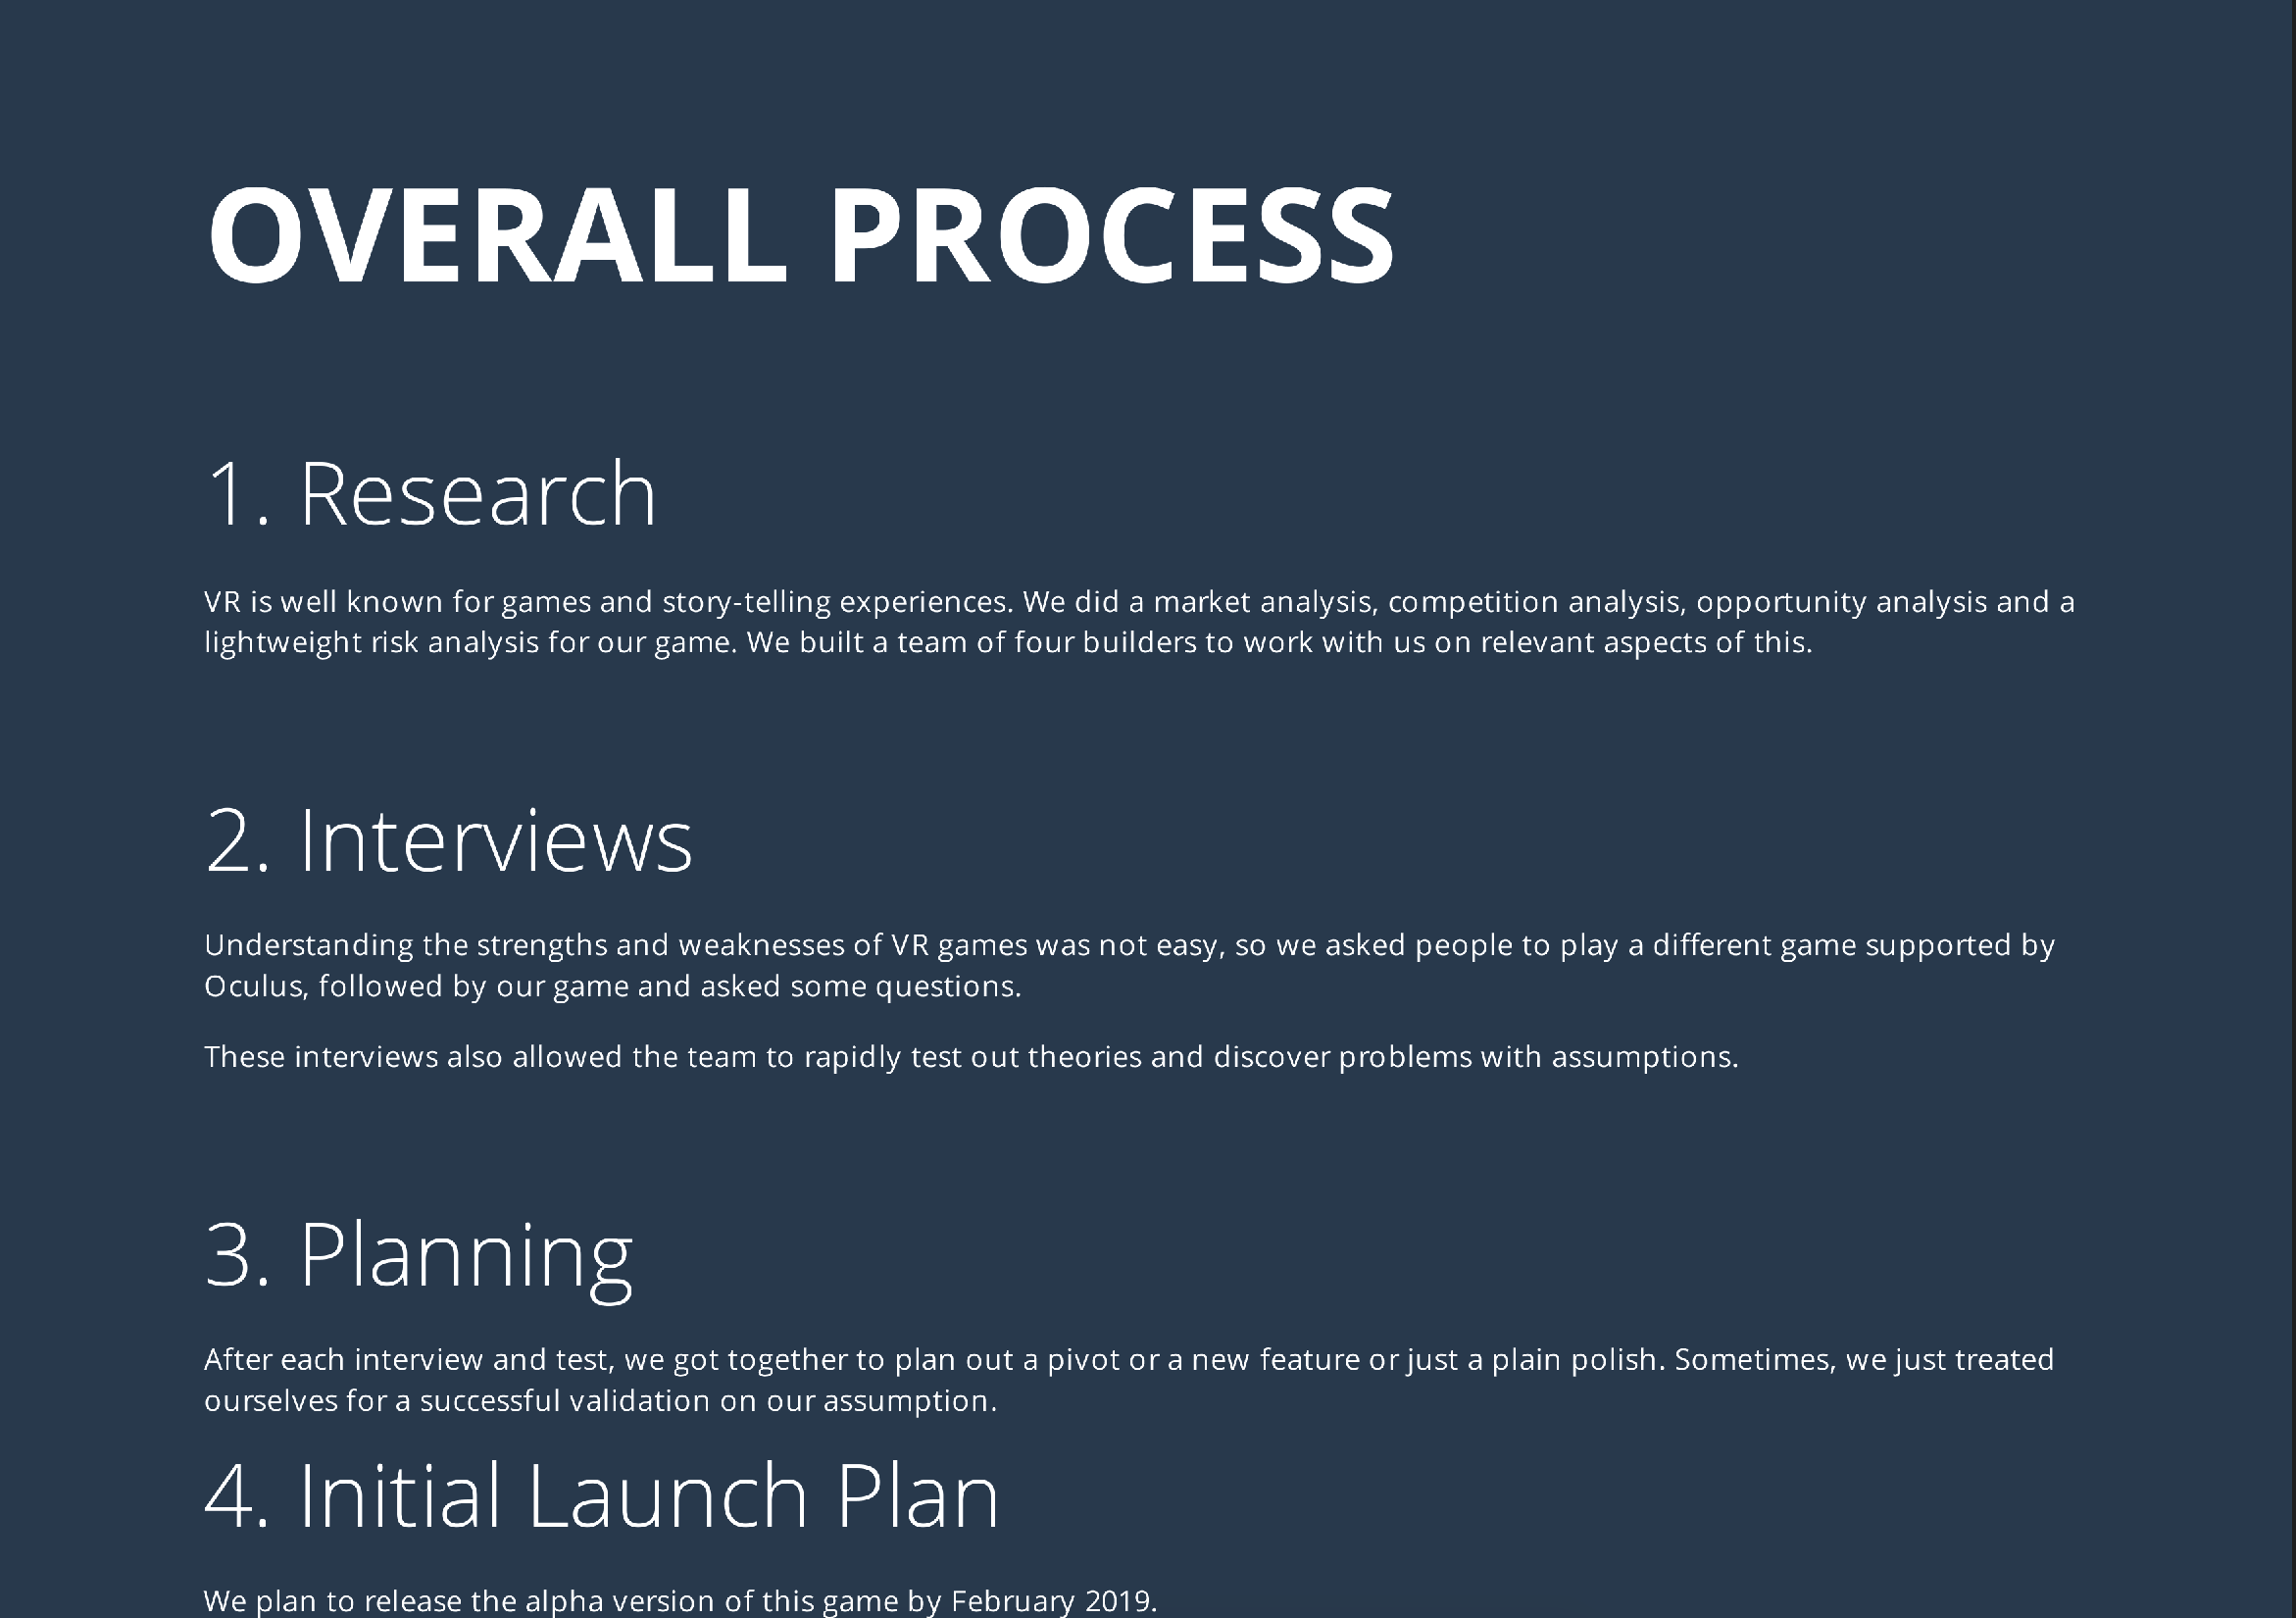 OVERALL PROCESS
1. Research
VR is well known for games and story-telling experiences. We did a market analysis, competition analysis, opportunity analysis and a
lightweight risk analysis for our game. We built a team of four builders to work with us on relevant aspects of this.
2. Interviews
Understanding the strengths and weaknesses of VR games was not easy, so we asked people to play a different game supported by
Oculus, followed by our game and asked some questions.
These interviews also allowed the team to rapidly test out theories and discover problems with assumptions.
3. Planning
After each interview and test, we got together to plan out a pivot or a new feature or just a plain polish. Sometimes, we just treated
ourselves for a successful validation on our assumption.
4. Initial Launch Plan
We plan to release the alpha version of this game by February 2019.